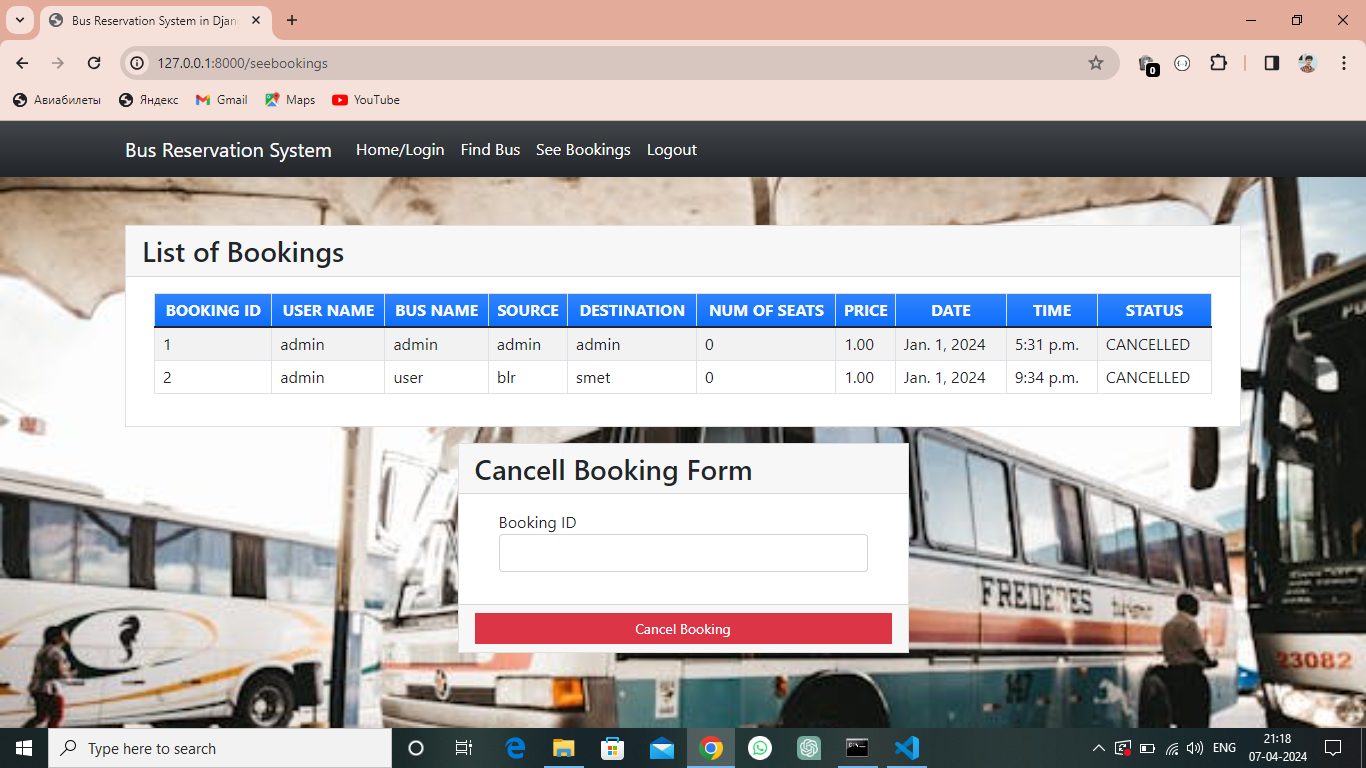 Bus Reservation System in Djan
127.0.0.1:8000/seebookings
0
Авиабилеты Яндекс Gmail Maps YouTube
Bus Reservation System Home/Login Find Bus See Bookings Logout
List of Bookings
BOOKING ID USER NAME BUS NAME SOURCE DESTINATION NUM OF SEATS PRICE DATE TIME STATUS
1 admin admin admin admin 0 1.00 Jan. 1, 2024 5:31 p.m. CANCELLED
2 admin user blr smet 0 1.00 Jan. 1, 2024 9:34 p.m. CANCELLED
Cancell Booking Form
Booking ID
Cancel Booking
FREDERES
147
23082
Type here to search
ENG
21:18
07-04-2024